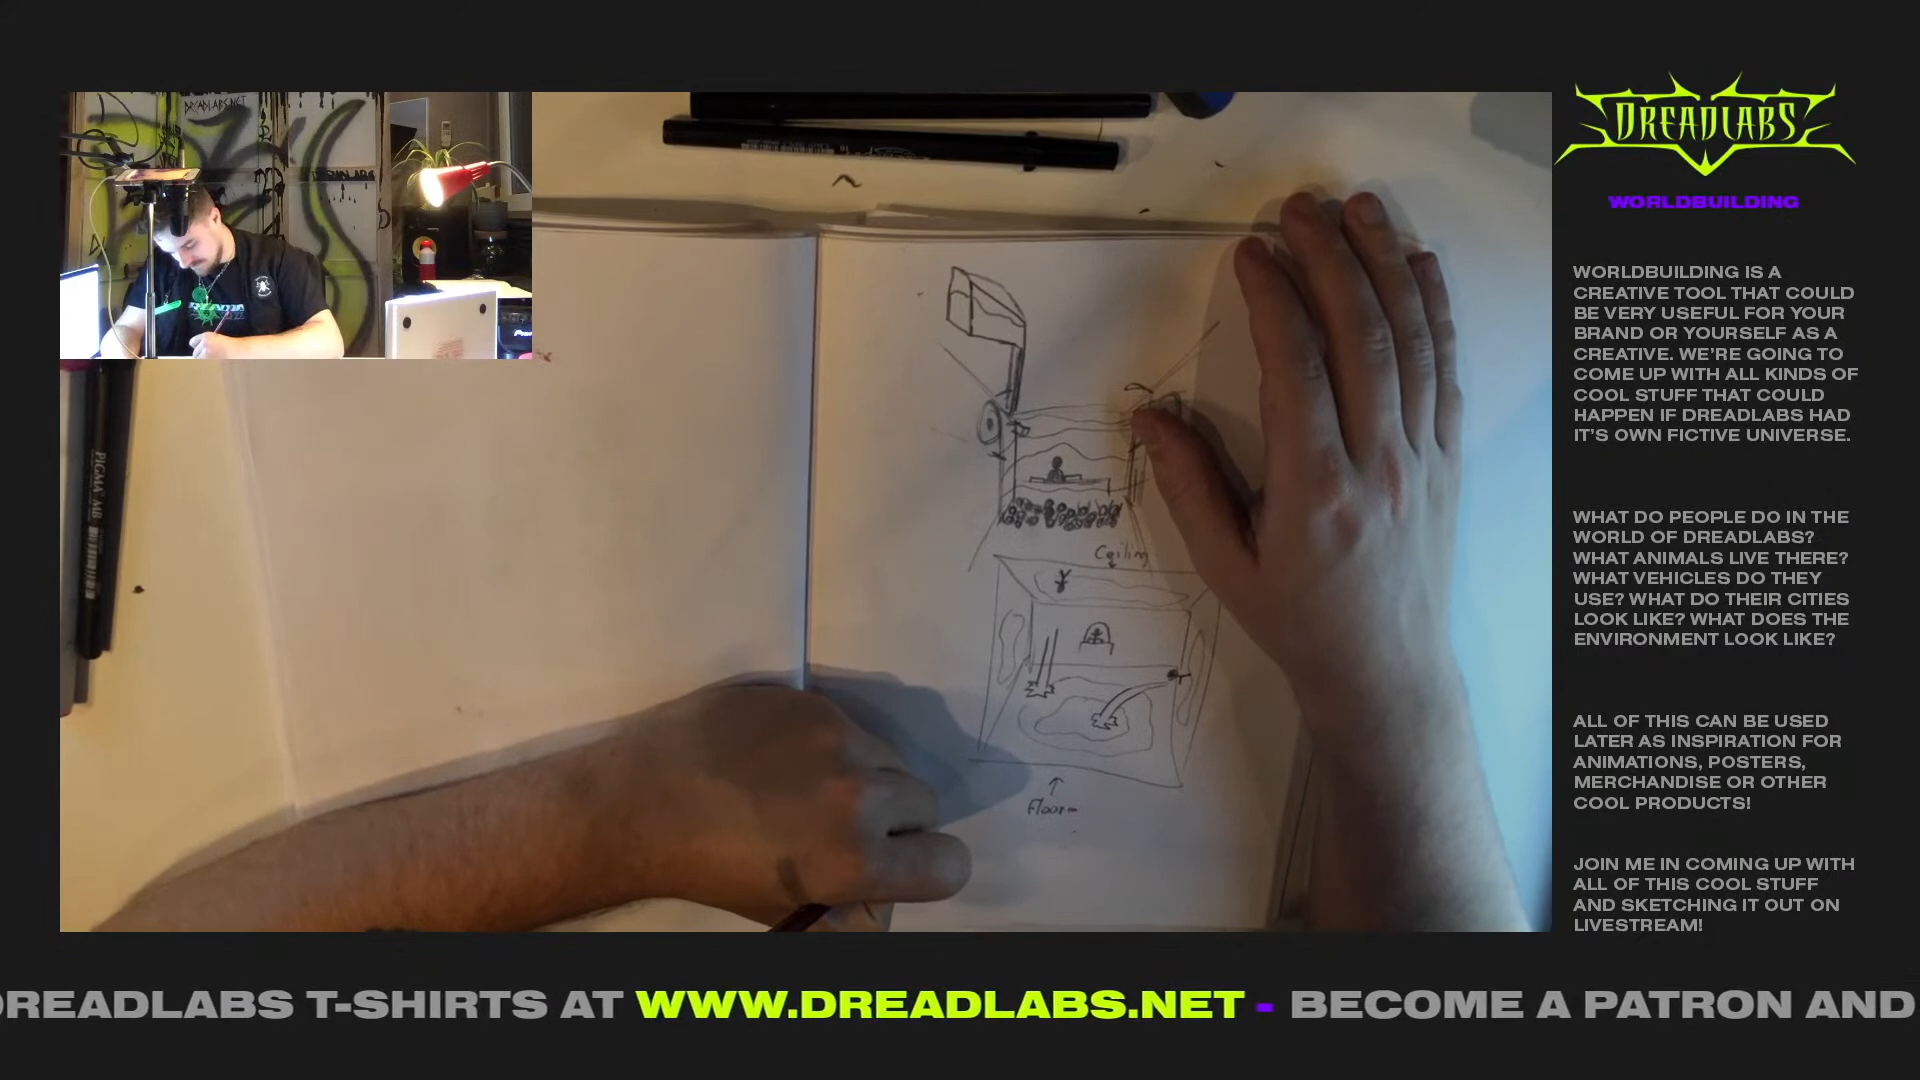 DREADLABS
WORLDBUILDING
WORLDBUILDING IS A
CREATIVE TOOL THAT COULD
BE VERY USEFUL FOR YOUR
BRAND OR YOURSELF AS A
CREATIVE. WE'RE GOING TO
COME UP WITH ALL KINDS OF
COOL STUFF THAT COULD
HAPPEN IF DREADLABS HAD
IT'S OWN FICTIVE UNIVERSE.
WHAT DO PEOPLE DO IN THE
WORLD OF DREADLABS?
WHAT ANIMALS LIVE THERE?
WHAT VEHICLES DO THEY
USE? WHAT DO THEIR CITIES
LOOK LIKE? WHAT DOES THE
ENVIRONMENT LOOK LIKE?
ALL OF THIS CAN BE USED
LATER AS INSPIRATION FOR
ANIMATIONS, POSTERS,
MERCHANDISE OR OTHER
COOL PRODUCTS!
JOIN ME IN COMING UP WITH
ALL OF THIS COOL STUFF
AND SKETCHING IT OUT ON
LIVESTREAM!
DREADLABS.NET
PIGMA MB
Ceiling
Floor
DREADLABS T-SHIRTS AT WWW.DREADLABS.NET - BECOME A PATRON AND